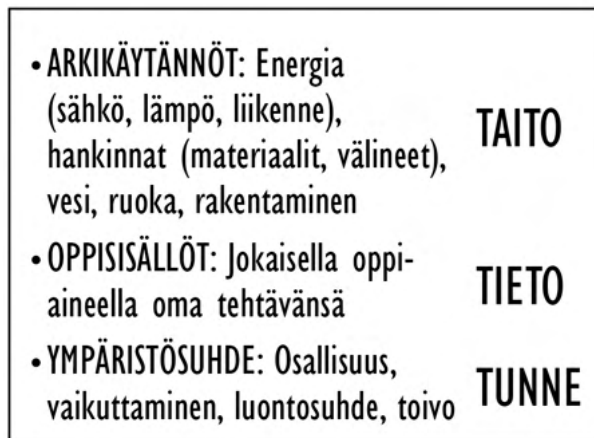 • ARKIKÄYTÄNNÖT: Energia
(sähkö, lämpö, liikenne),
hankinnat (materiaalit, välineet),
vesi, ruoka, rakentaminen
TAITO
• OPPISISÄLLÖT: Jokaisella oppi-
aineella oma tehtävänsä
TIETO
• YMPÄRISTÖSUHDE: Osallisuus,
vaikuttaminen, luontosuhde, toivo
TUNNE